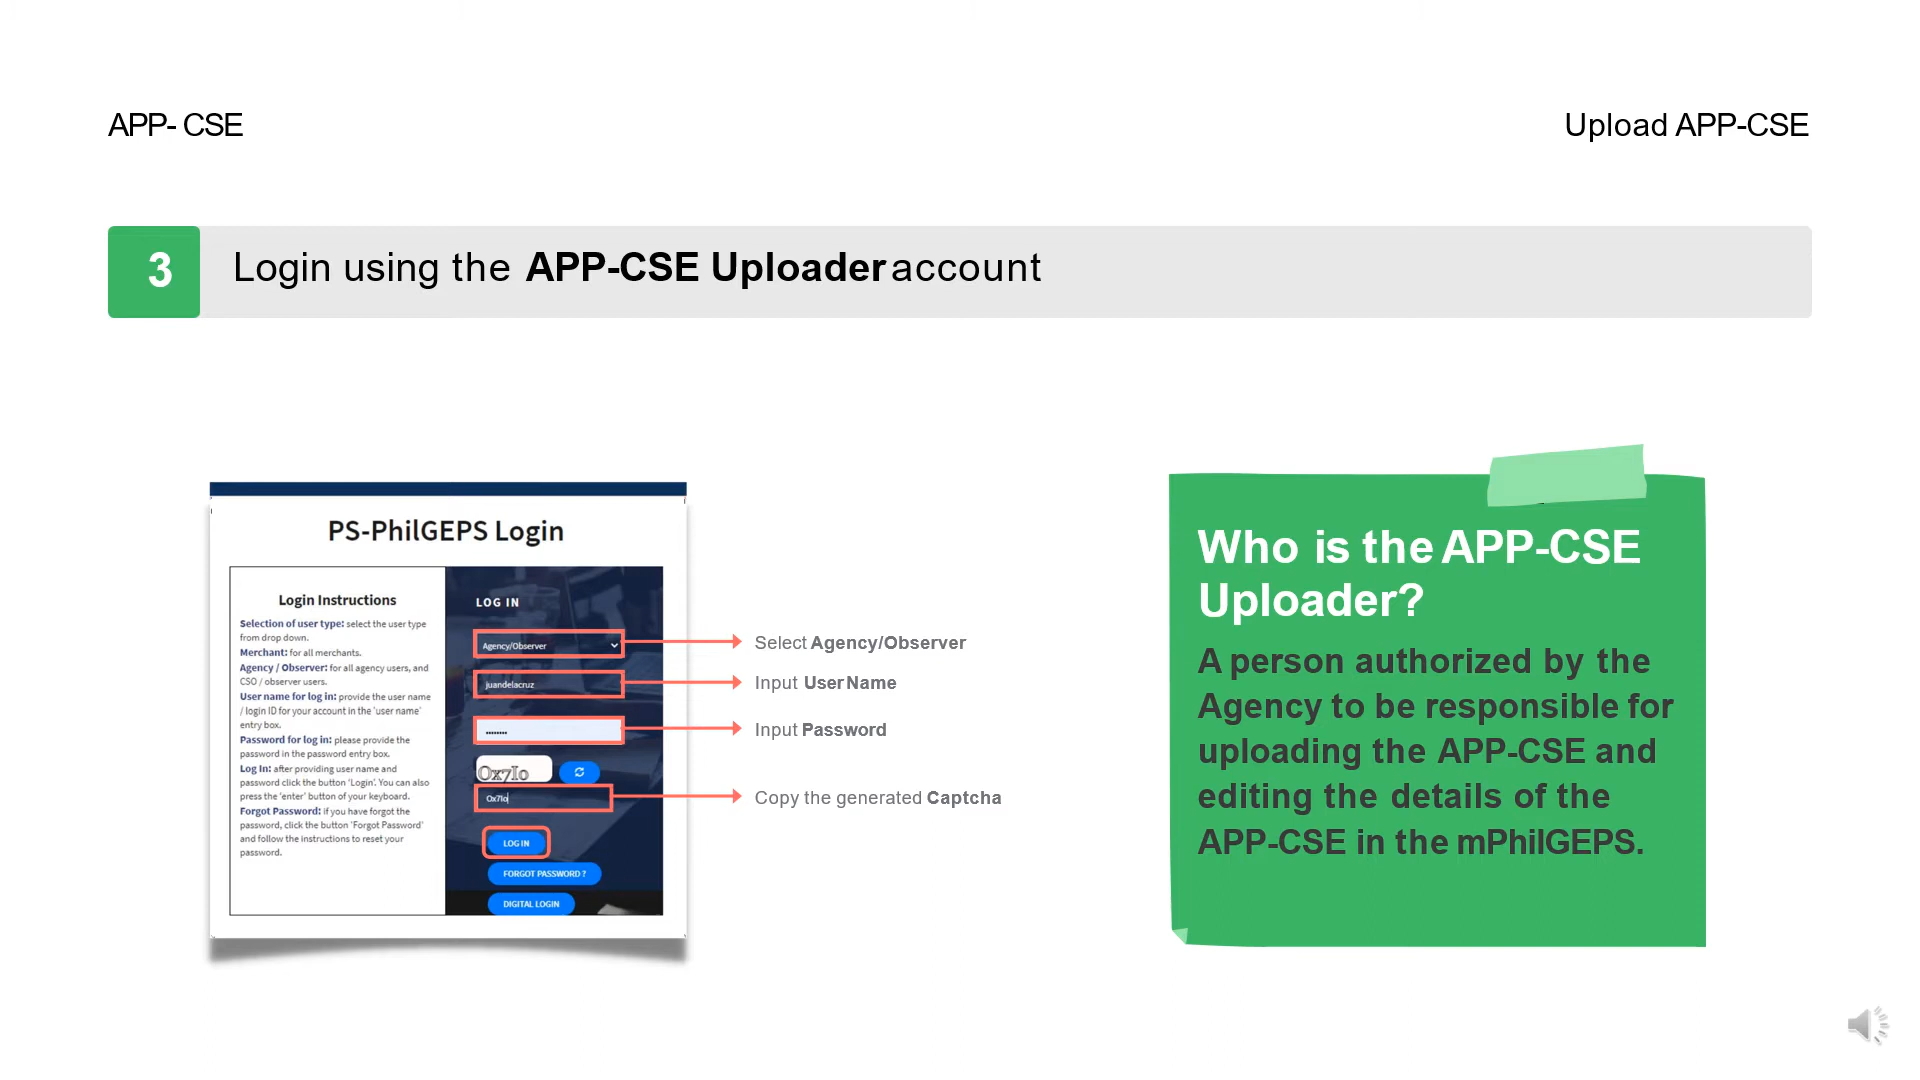 APP- CSE
Upload APP-CSE
3
Login using the APP-CSE Uploader account
PS-PhilGEPS Login
Login Instructions
Selection of user type: select the user type
from drop down.
Merchant: for all merchants.
Agency / Observer: for all agency users, and
CSO / observer users.
User name for log in: provide the user name
/ login ID for your account in the 'user name'
entry box.
Password for log in: please provide the
password in the password entry box.
Log In: after providing user name and
password click the button 'Login'. You can also
press the 'enter' button of your keyboard.
Forgot Password: if you have forgot the
password, click the button 'Forgot Password'
and follow the instructions to reset your
password.
LOG IN
Agency/Observer
juandelacruz
••••••••
Ox7Io
Ox7Io
LOG IN
FORGOT PASSWORD ?
DIGITAL LOGIN
Select Agency/Observer
Input User Name
Input Password
Copy the generated Captcha
Who is the APP-CSE
Uploader?
A person authorized by the
Agency to be responsible for
uploading the APP-CSE and
editing the details of the
APP-CSE in the mPhilGEPS.